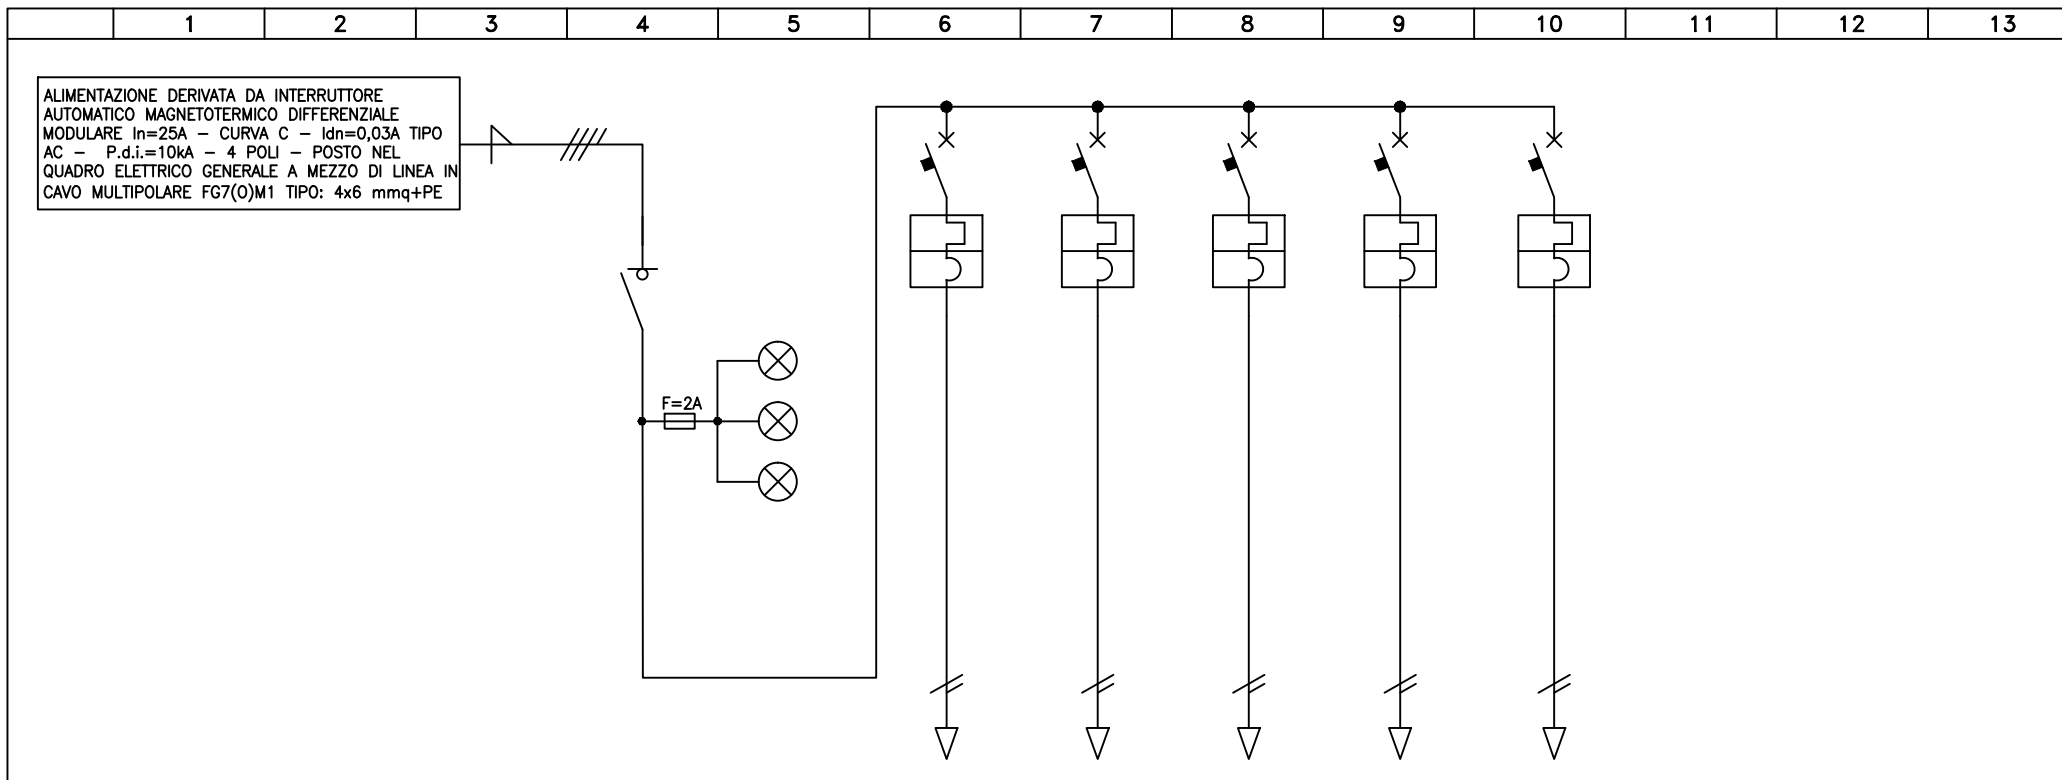 1 2 3 4 5 6 7 8 9 10 11 12 13
ALIMENTAZIONE DERIVATA DA INTERRUTTORE
AUTOMATICO MAGNETOTERMICO DIFFERENZIALE
MODULARE In=25A – CURVA C – Idn=0,03A TIPO
AC – P.d.i.=10kA – 4 POLI – POSTO NEL
QUADRO ELETTRICO GENERALE A MEZZO DI LINEA IN
CAVO MULTIPOLARE FG7(O)M1 TIPO: 4x6 mmq+PE
F=2A